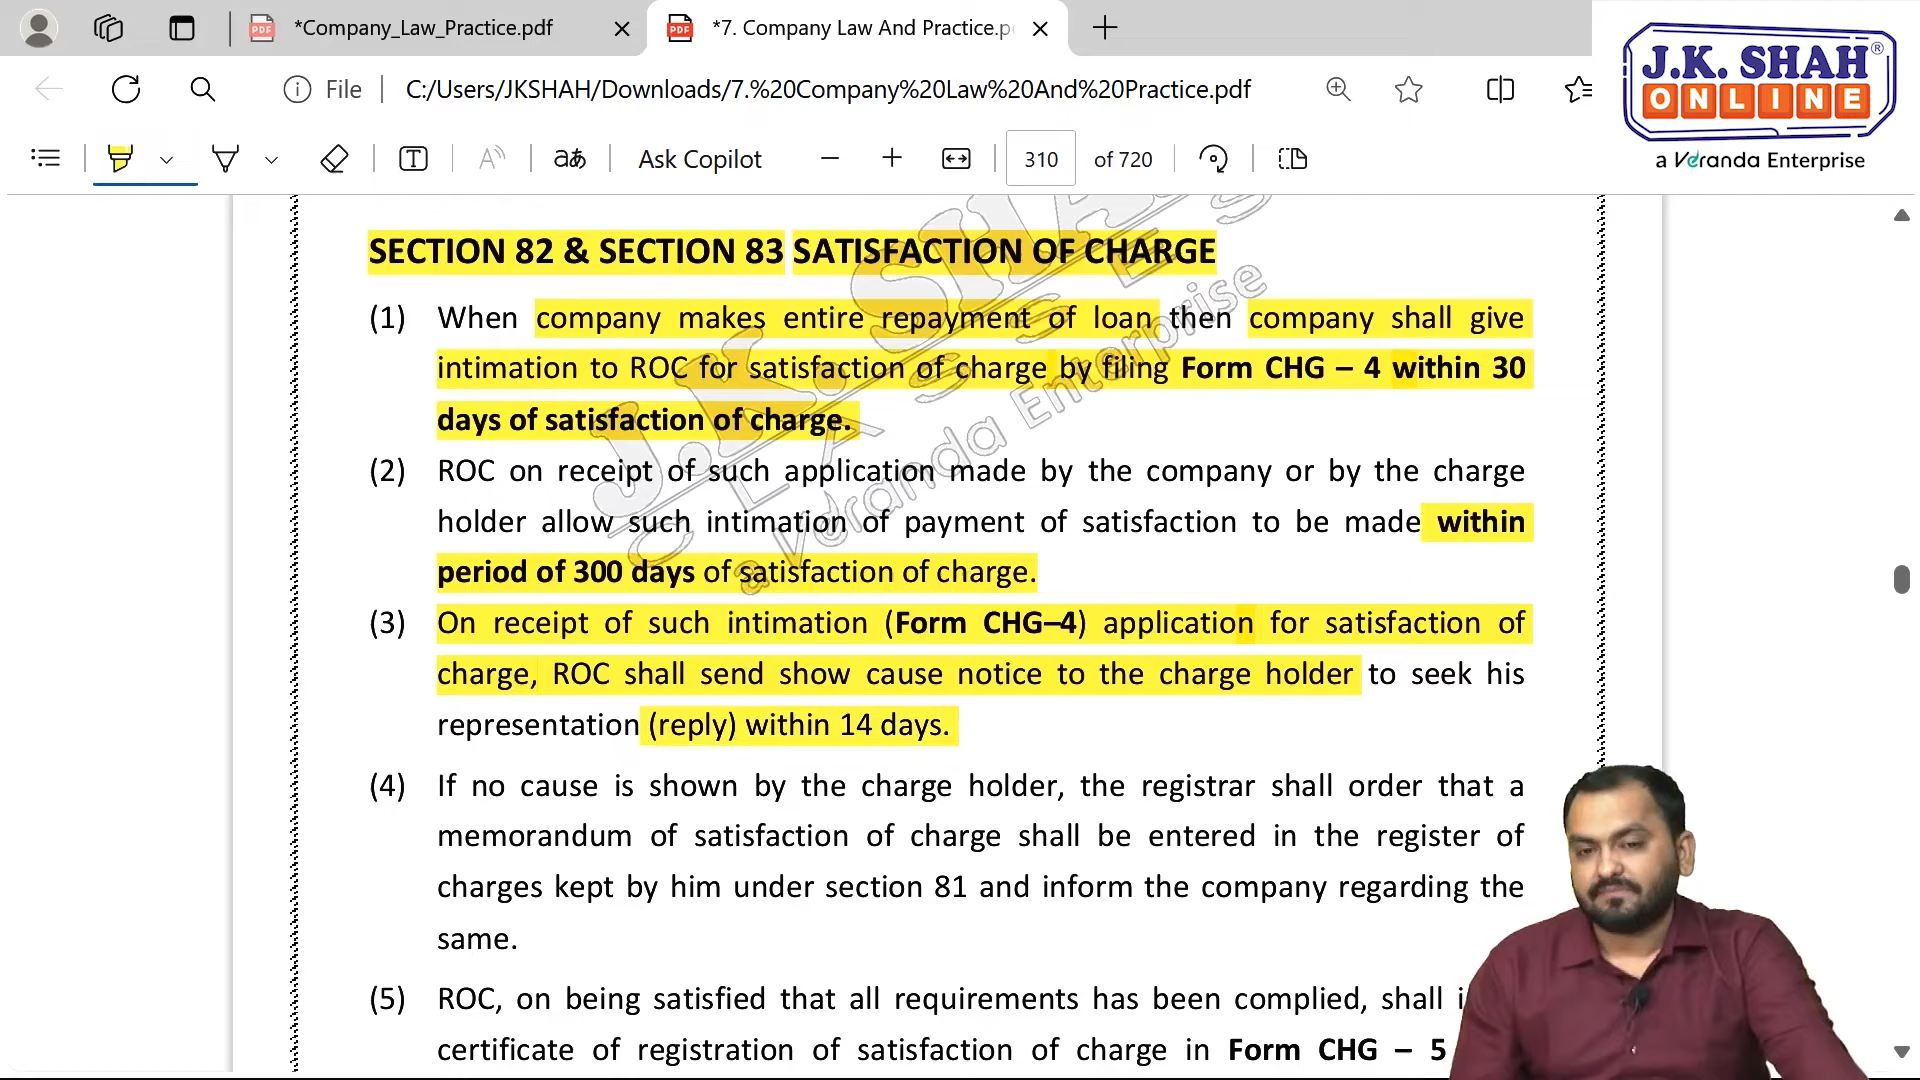 *Company_Law_Practice.pdf
*7. Company Law And Practice.p
File
C:/Users/JKSHAH/Downloads/7.%20Company%20Law%20And%20Practice.pdf
Ask Copilot
310 of 720
J.K. SHAH®
ONLINE
a Veranda Enterprise
SECTION 82 & SECTION 83 SATISFACTION OF CHARGE
(1) When company makes entire repayment of loan then company shall give
intimation to ROC for satisfaction of charge by filing Form CHG – 4 within 30
days of satisfaction of charge.
(2) ROC on receipt of such application made by the company or by the charge
holder allow such intimation of payment of satisfaction to be made within
period of 300 days of satisfaction of charge.
(3) On receipt of such intimation (Form CHG–4) application for satisfaction of
charge, ROC shall send show cause notice to the charge holder to seek his
representation (reply) within 14 days.
(4) If no cause is shown by the charge holder, the registrar shall order that a
memorandum of satisfaction of charge shall be entered in the register of
charges kept by him under section 81 and inform the company regarding the
same.
(5) ROC, on being satisfied that all requirements has been complied, shall
certificate of registration of satisfaction of charge in Form CHG – 5
J.K. SHAH
CLASSES
a Veranda Enterprise